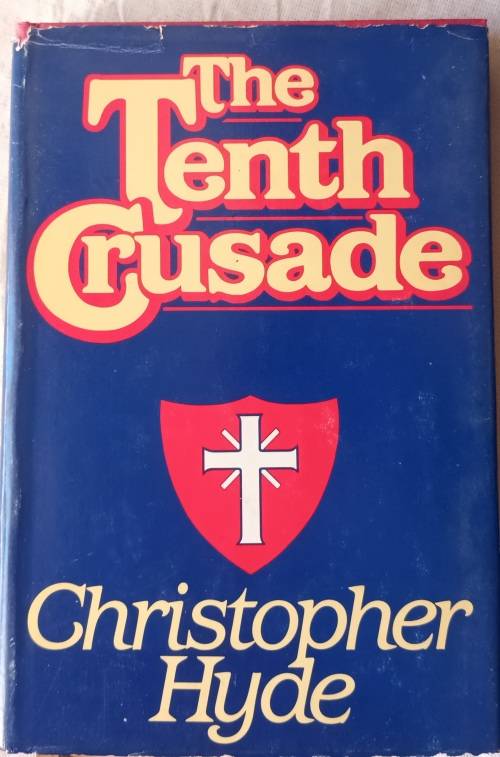 The
Tenth
Crusade
Christopher
Hyde